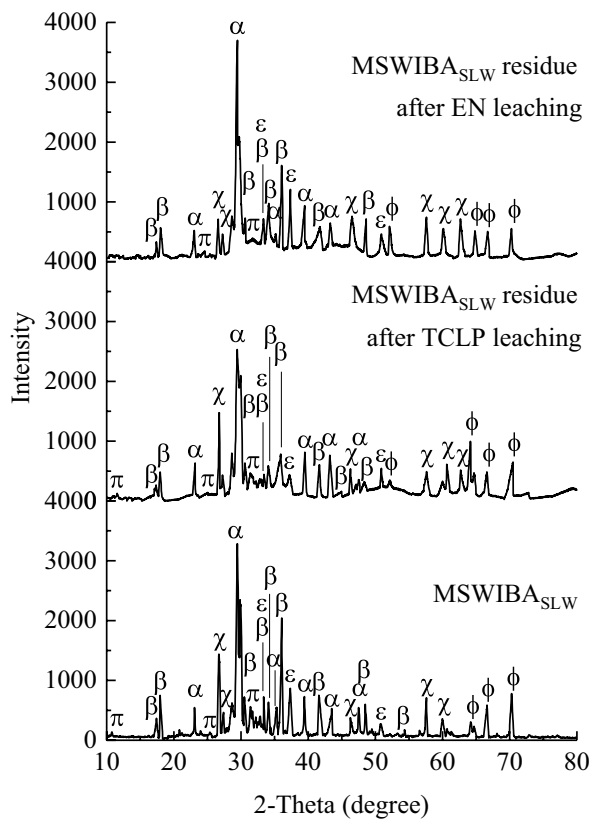 4000
α
MSWIBA_SLW residue
after EN leaching
3000
2000
ε
β β
β
1000
β β α π χ χ β π β α ε α β α χ β ε ϕ χ χ χ ϕ ϕ ϕ
4000
MSWIBA_SLW residue
after TCLP leaching
α
3000
β β
2000
χ ε
β β
1000
π β β α π π ε α β α β χ α β ε ϕ χ χ χ ϕ ϕ ϕ
4000
α
3000
MSWIBA_SLW
β
2000
ε β
χ β α
1000
π β β α π χ β π ε α β α χ α β ε β χ χ ϕ ϕ ϕ
0
10 20 30 40 50 60 70 80
2-Theta (degree)
Intensity